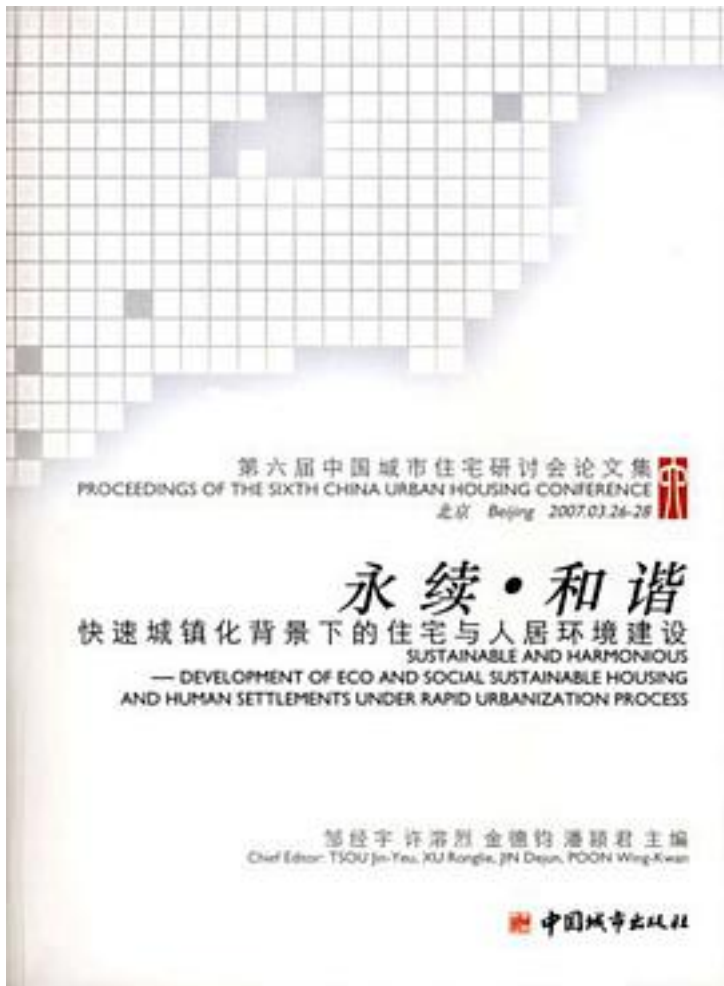 第六届中国城市住宅研讨会论文集
PROCEEDINGS OF THE SIXTH CHINA URBAN HOUSING CONFERENCE
北京 Beijing 2007.03.26-28
永续·和谐
快速城镇化背景下的住宅与人居环境建设
SUSTAINABLE AND HARMONIOUS
— DEVELOPMENT OF ECO AND SOCIAL SUSTAINABLE HOUSING
AND HUMAN SETTLEMENTS UNDER RAPID URBANIZATION PROCESS
邹经宇 许溶烈 金德钧 潘颖君 主编
Chief Editor: TSOU Jin-Yeu, XU Ronglie, JIN Dejun, POON Wing-Kwan
中国城市出版社